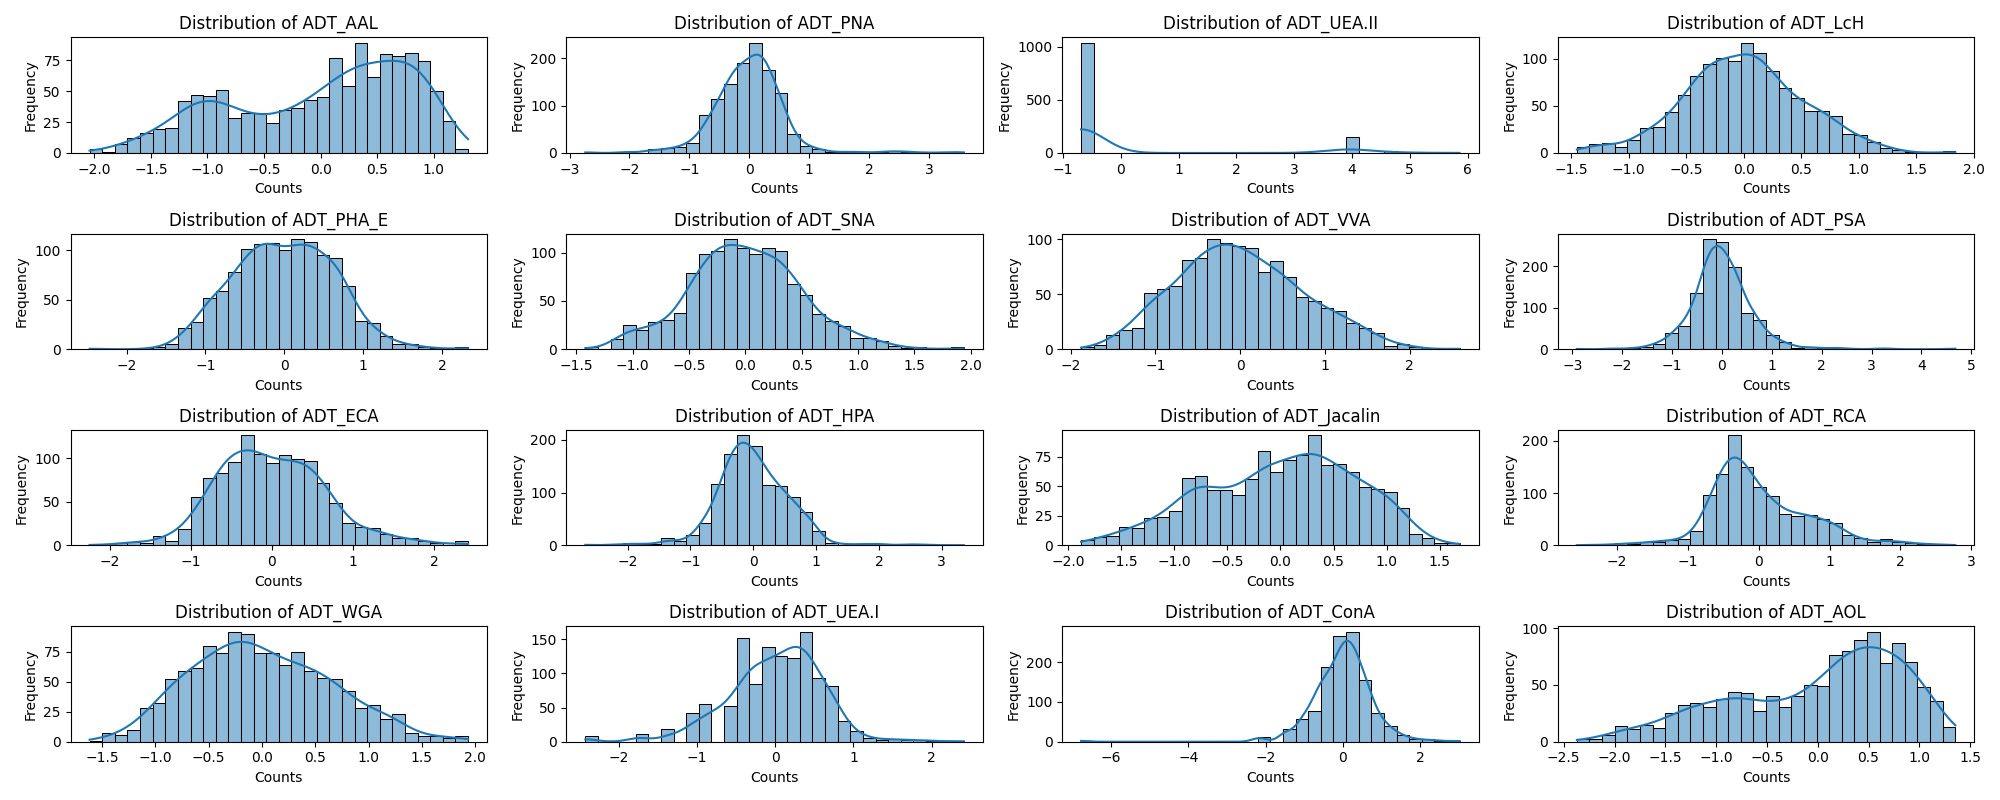 Distribution of ADT_AAL
Frequency
75
50
25
0
−2.0 −1.5 −1.0 −0.5 0.0 0.5 1.0
Counts
Distribution of ADT_PNA
Frequency
200
100
0
−3 −2 −1 0 1 2 3
Counts
Distribution of ADT_UEA.II
Frequency
1000
500
0
−1 0 1 2 3 4 5 6
Counts
Distribution of ADT_LcH
Frequency
100
50
0
−1.5 −1.0 −0.5 0.0 0.5 1.0 1.5 2.0
Counts
Distribution of ADT_PHA_E
Frequency
100
50
0
−2 −1 0 1 2
Counts
Distribution of ADT_SNA
Frequency
100
50
0
−1.5 −1.0 −0.5 0.0 0.5 1.0 1.5 2.0
Counts
Distribution of ADT_VVA
Frequency
100
50
0
−2 −1 0 1 2
Counts
Distribution of ADT_PSA
Frequency
200
100
0
−3 −2 −1 0 1 2 3 4 5
Counts
Distribution of ADT_ECA
Frequency
100
50
0
−2 −1 0 1 2
Counts
Distribution of ADT_HPA
Frequency
200
100
0
−2 −1 0 1 2 3
Counts
Distribution of ADT_Jacalin
Frequency
75
50
25
0
−2.0 −1.5 −1.0 −0.5 0.0 0.5 1.0 1.5
Counts
Distribution of ADT_RCA
Frequency
200
100
0
−2 −1 0 1 2 3
Counts
Distribution of ADT_WGA
Frequency
75
50
25
0
−1.5 −1.0 −0.5 0.0 0.5 1.0 1.5 2.0
Counts
Distribution of ADT_UEA.I
Frequency
150
100
50
0
−2 −1 0 1 2
Counts
Distribution of ADT_ConA
Frequency
200
100
0
−6 −4 −2 0 2
Counts
Distribution of ADT_AOL
Frequency
100
50
0
−2.5 −2.0 −1.5 −1.0 −0.5 0.0 0.5 1.0 1.5
Counts